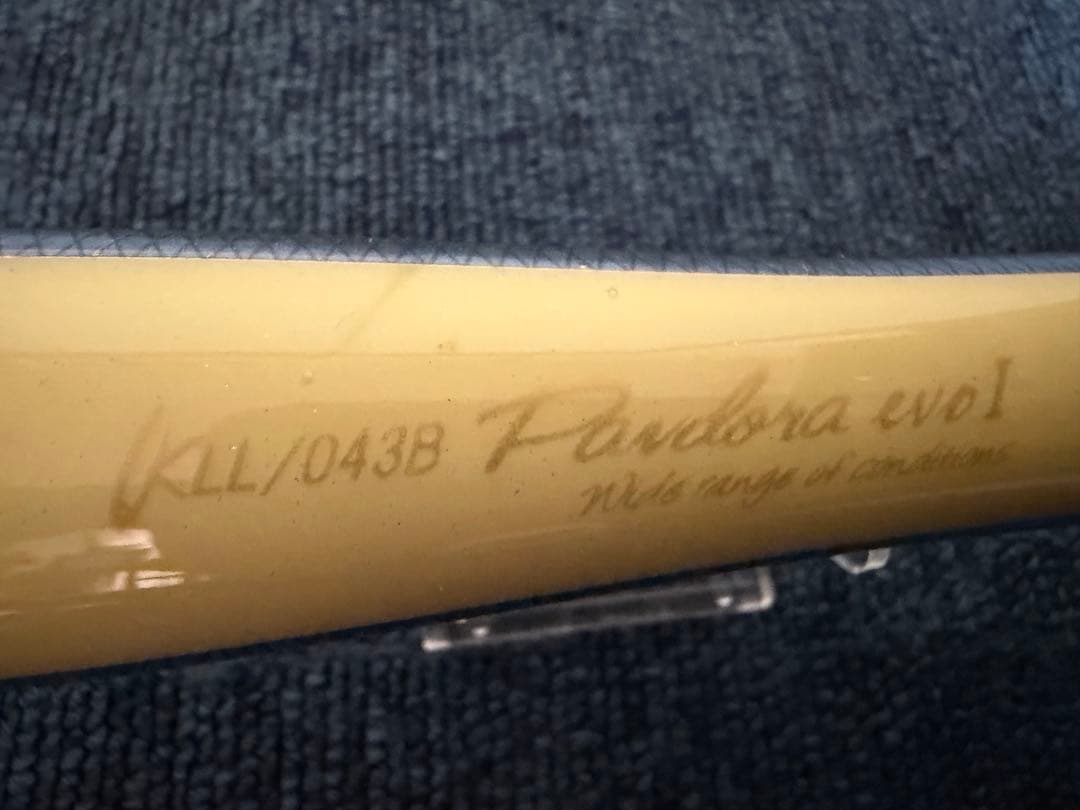 KLL/043B Pandora evo I
Wide range of conditions